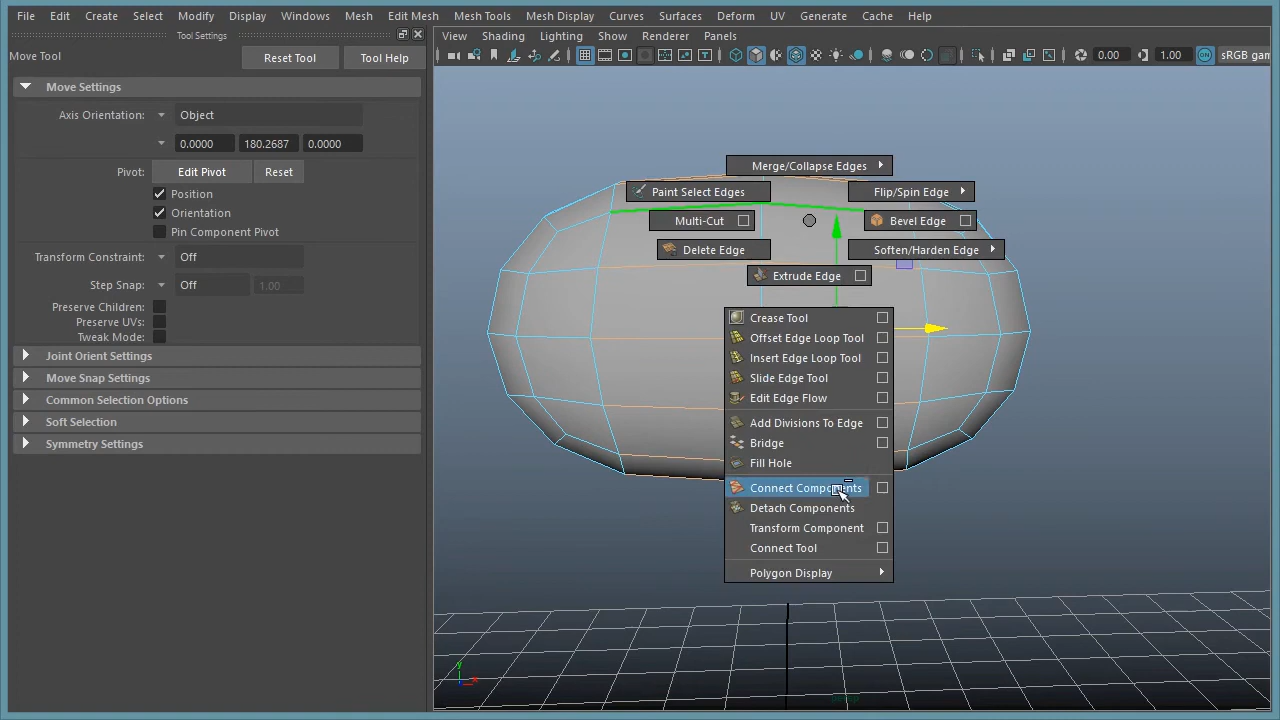 File Edit Create Select Modify Display Windows Mesh Edit Mesh Mesh Tools Mesh Display Curves Surfaces Deform UV Generate Cache Help
Tool Settings
Move Tool
Reset Tool
Tool Help
Move Settings
Axis Orientation: Object
0.0000 180.2687 0.0000
Pivot: Edit Pivot Reset
Position
Orientation
Pin Component Pivot
Transform Constraint: Off
Step Snap: Off 1.00
Preserve Children:
Preserve UVs:
Tweak Mode:
Joint Orient Settings
Move Snap Settings
Common Selection Options
Soft Selection
Symmetry Settings
View Shading Lighting Show Renderer Panels
0.00 1.00 ON sRGB gam
Merge/Collapse Edges
Paint Select Edges
Flip/Spin Edge
Multi-Cut
Bevel Edge
Delete Edge
Soften/Harden Edge
Extrude Edge
Crease Tool
Offset Edge Loop Tool
Insert Edge Loop Tool
Slide Edge Tool
Edit Edge Flow
Add Divisions To Edge
Bridge
Fill Hole
Connect Components
Detach Components
Transform Component
Connect Tool
Polygon Display
persp